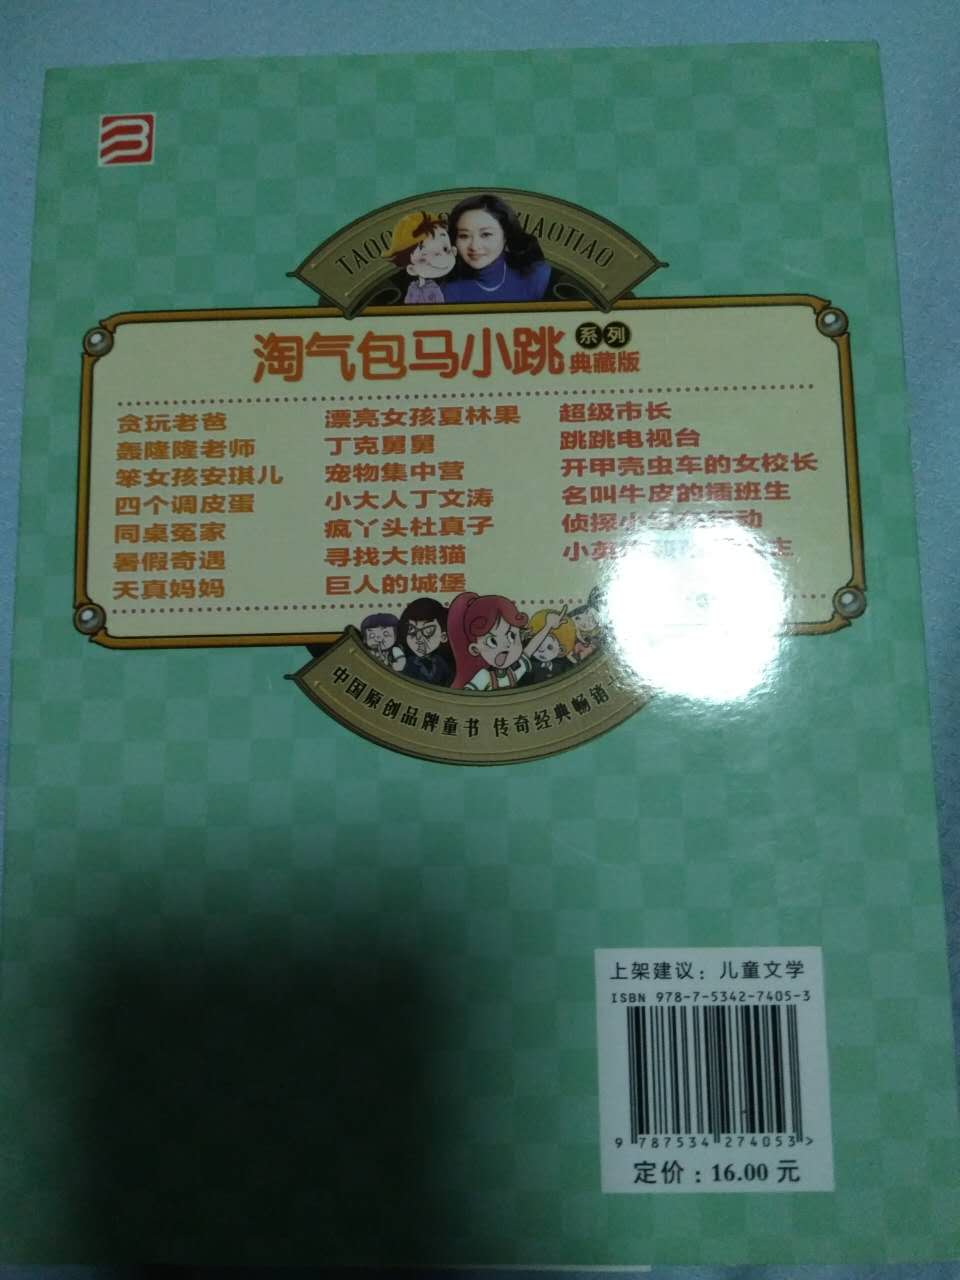 TAOQ XIAOTIAO
淘气包马小跳 系列
典藏版
贪玩老爸
轰隆隆老师
笨女孩安琪儿
四个调皮蛋
同桌冤家
暑假奇遇
天真妈妈
漂亮女孩夏林果
丁克舅舅
宠物集中营
小大人丁文涛
疯丫头杜真子
寻找大熊猫
巨人的城堡
超级市长
跳跳电视台
开甲壳虫车的女校长
名叫牛皮的插班生
侦探小 行动
小英
中国原创品牌童书 传奇经典畅销
上架建议：儿童文学
ISBN 978-7-5342-7405-3
9 787534 274053 >
定价：16.00 元